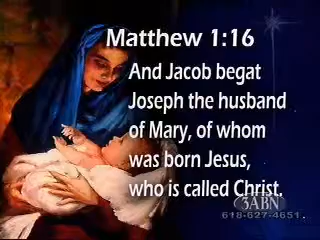 Matthew 1:16
And Jacob begat
Joseph the husband
of Mary, of whom
was born Jesus,
who is called Christ.
3ABN
618-627-4651